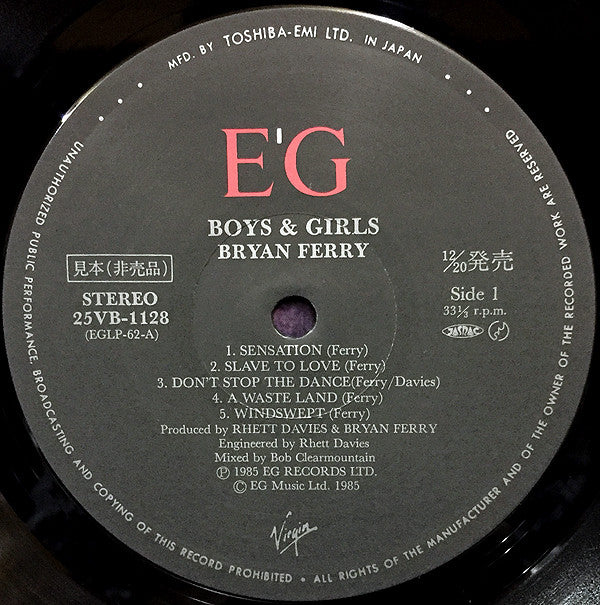 MFD. BY TOSHIBA-EMI LTD. IN JAPAN
E'G
BOYS & GIRLS
BRYAN FERRY
見本(非売品)
12/20発売
STEREO
25VB-1128
(EGLP-62-A)
Side 1
33 1/3 r.p.m.
JASRAC
1. SENSATION (Ferry)
2. SLAVE TO LOVE (Ferry)
3. DON'T STOP THE DANCE(Ferry/Davies)
4. A WASTE LAND (Ferry)
5. WINDSWEPT (Ferry)
Produced by RHETT DAVIES & BRYAN FERRY
Engineered by Rhett Davies
Mixed by Bob Clearmountain
Ⓟ 1985 EG RECORDS LTD.
© EG Music Ltd. 1985
Virgin
UNAUTHORIZED PUBLIC PERFORMANCE, BROADCASTING AND COPYING OF THIS RECORD PROHIBITED • ALL RIGHTS OF THE MANUFACTURER AND OF THE OWNER OF THE RECORDED WORK ARE RESERVED